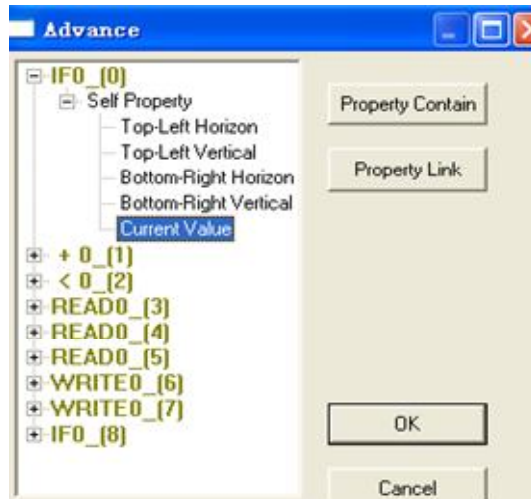 Advance
IF0_(0)
Self Property
Top-Left Horizon
Top-Left Vertical
Bottom-Right Horizon
Bottom-Right Vertical
Current Value
+ 0_(1)
< 0_(2)
READ0_(3)
READ0_(4)
READ0_(5)
WRITE0_(6)
WRITE0_(7)
IF0_(8)
Property Contain
Property Link
OK
Cancel